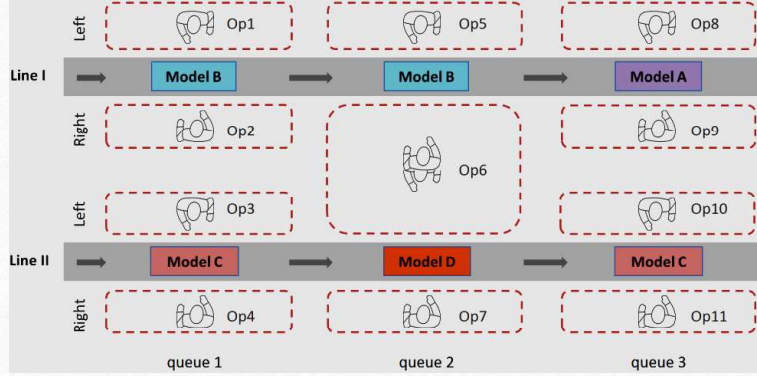 Left Op1 Op5 Op8
Line I Model B Model B Model A
Right Op2 Op6 Op9
Left Op3 Op10
Line II Model C Model D Model C
Right Op4 Op7 Op11
queue 1 queue 2 queue 3